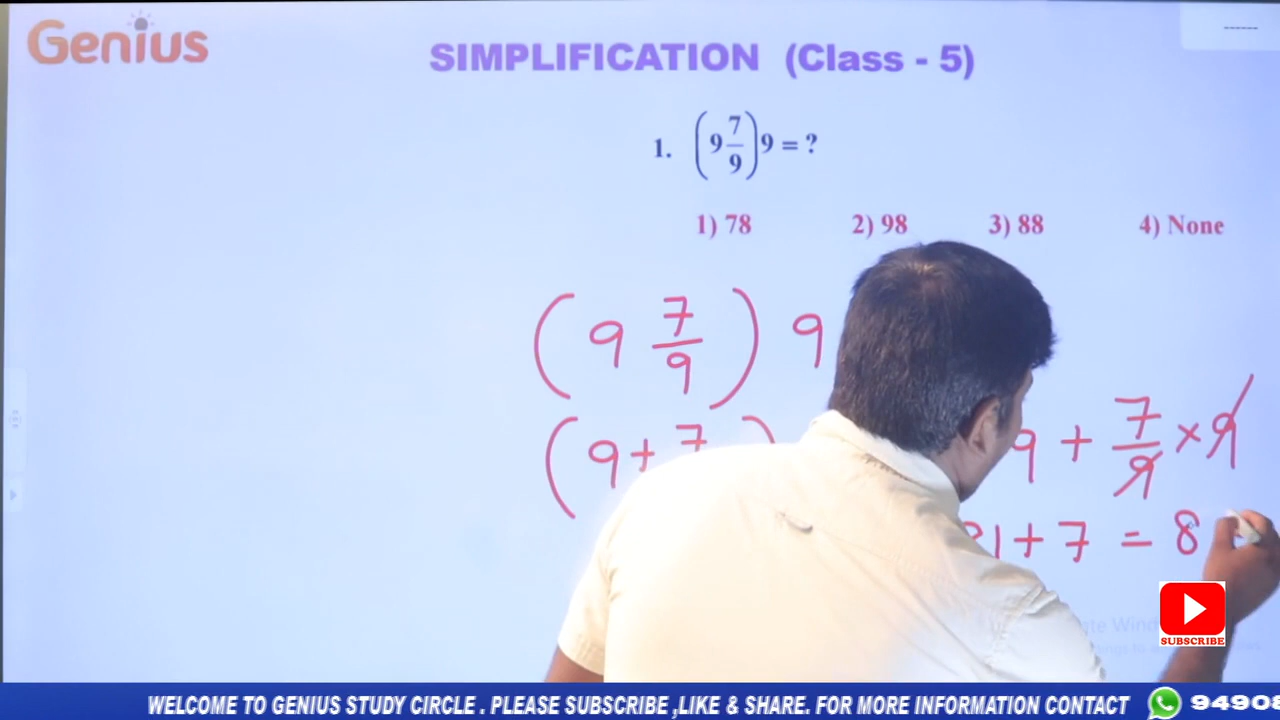 Genius
SIMPLIFICATION (Class - 5)
------
1. (9 7/9) 9 = ?
1) 78 2) 98 3) 88 4) None
( 9 7/9 ) 9
( 9 + 7 ) 9 + 7/9 × 9
81 + 7 = 8
SUBSCRIBE
WELCOME TO GENIUS STUDY CIRCLE . PLEASE SUBSCRIBE ,LIKE & SHARE. FOR MORE INFORMATION CONTACT 9490